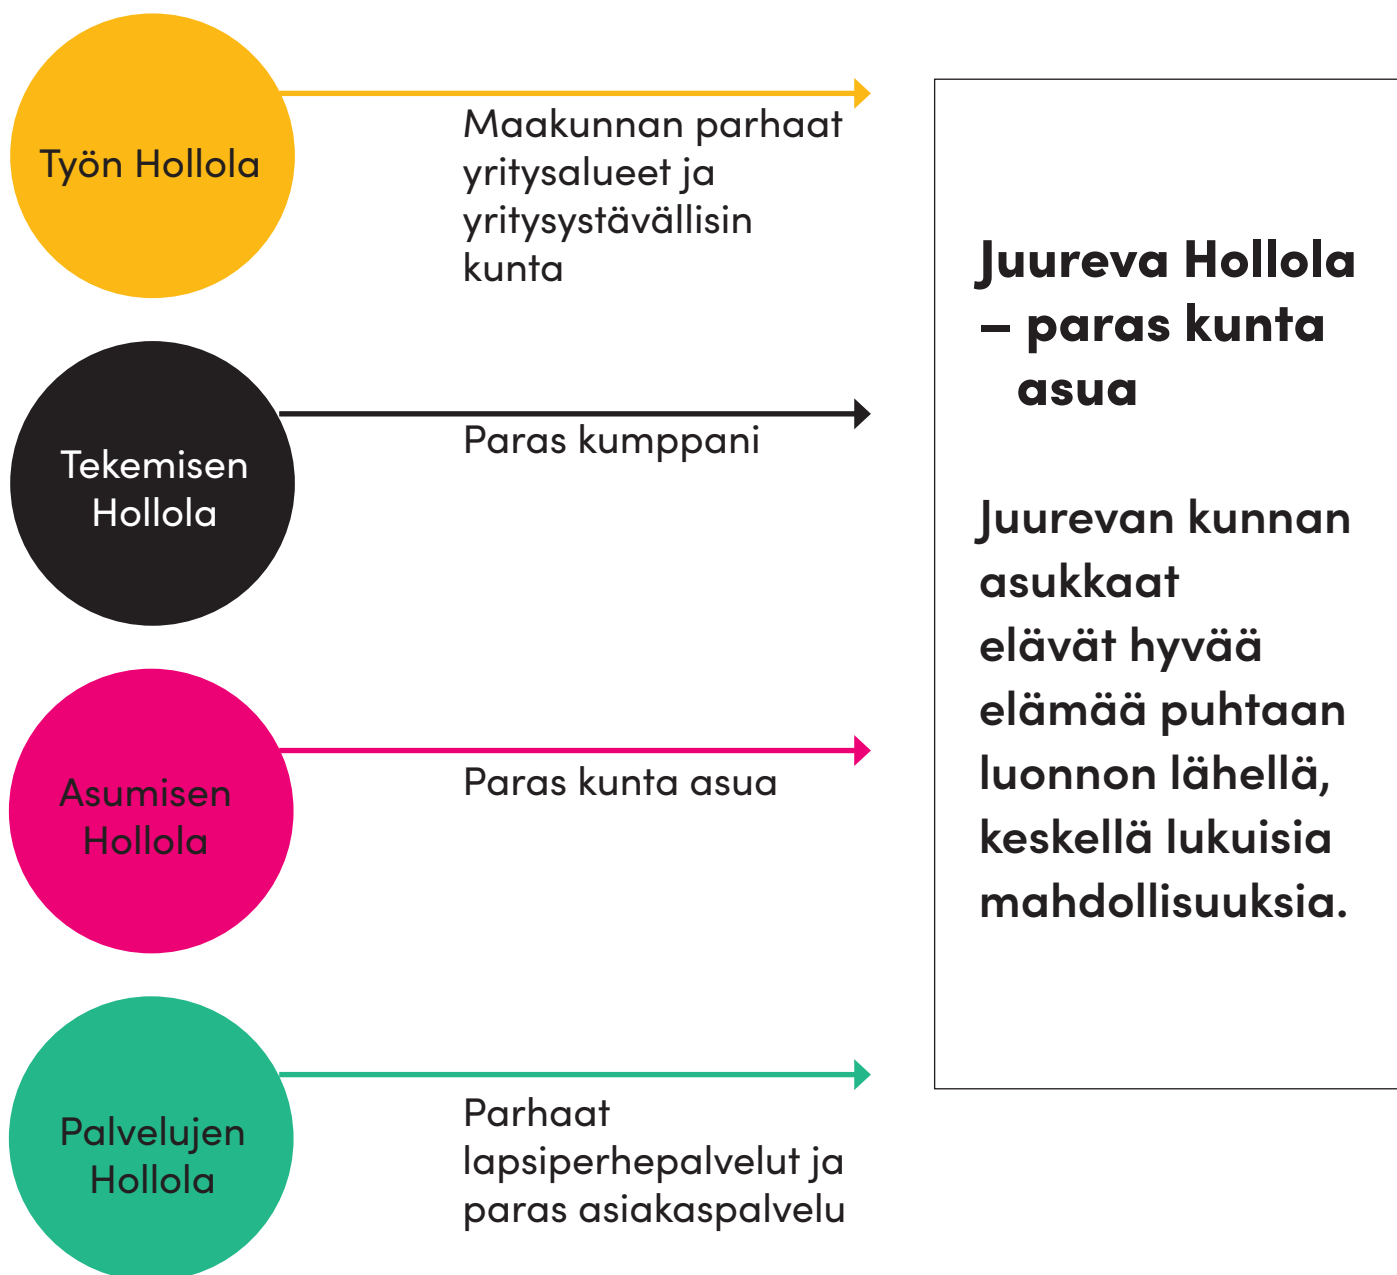 Työn Hollola
Maakunnan parhaat
yritysalueet ja
yritysystävällisin
kunta
Tekemisen
Hollola
Paras kumppani
Asumisen
Hollola
Paras kunta asua
Palvelujen
Hollola
Parhaat
lapsiperhepalvelut ja
paras asiakaspalvelu
Juureva Hollola
– paras kunta
asua
Juurevan kunnan
asukkaat
elävät hyvää
elämää puhtaan
luonnon lähellä,
keskellä lukuisia
mahdollisuuksia.